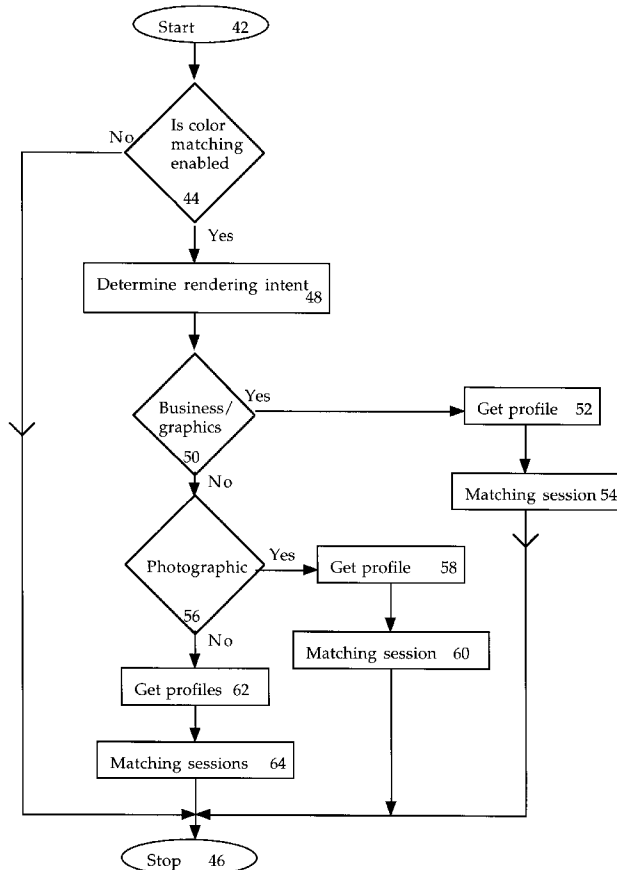 Start 42
No
Is color
matching
enabled
44
Yes
Determine rendering intent
48
Yes
Business/
graphics
50
Get profile 52
No
Matching session 54
Yes
Photographic
56
Get profile 58
No
Matching session 60
Get profiles 62
Matching sessions 64
Stop 46